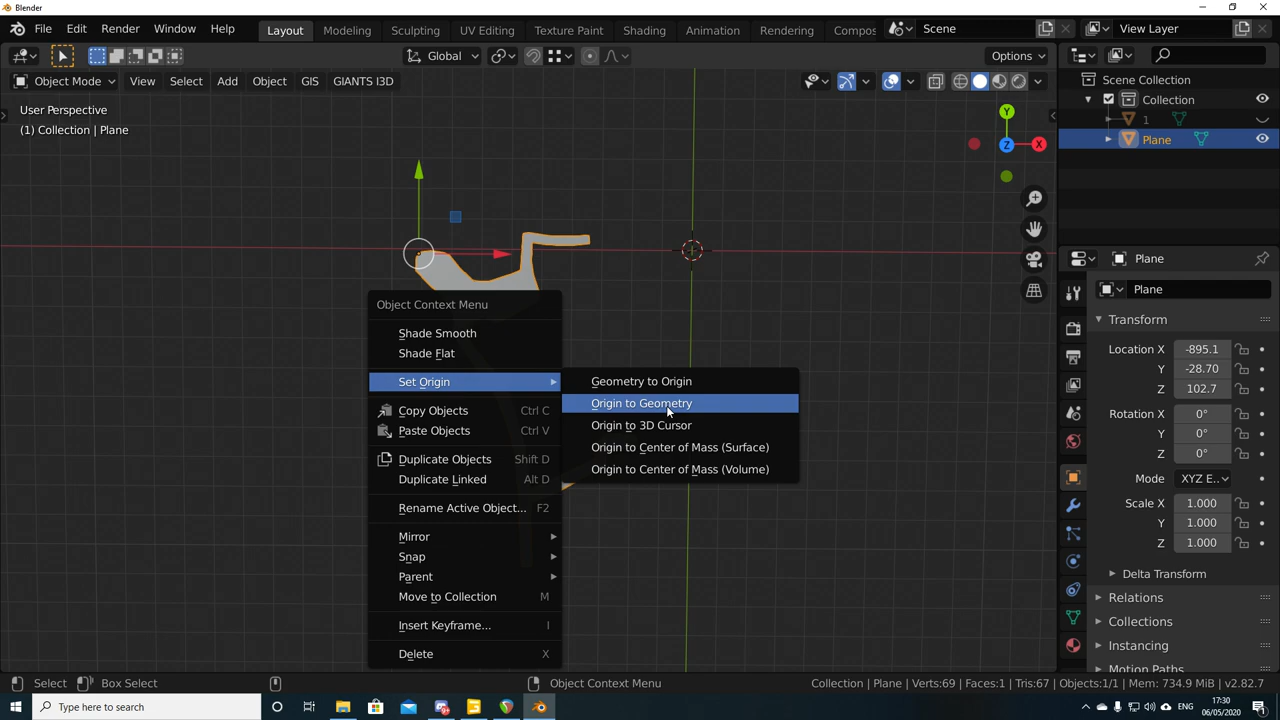 Blender
File Edit Render Window Help Layout Modeling Sculpting UV Editing Texture Paint Shading Animation Rendering Compos Scene View Layer
Global Options
Object Mode View Select Add Object GIS GIANTS I3D
Scene Collection
Collection
1
Plane
User Perspective
(1) Collection | Plane
Y
Z X
Object Context Menu
Shade Smooth
Shade Flat
Set Origin
Copy Objects Ctrl C
Paste Objects Ctrl V
Duplicate Objects Shift D
Duplicate Linked Alt D
Rename Active Object... F2
Mirror
Snap
Parent
Move to Collection M
Insert Keyframe... I
Delete X
Geometry to Origin
Origin to Geometry
Origin to 3D Cursor
Origin to Center of Mass (Surface)
Origin to Center of Mass (Volume)
Plane
Plane
Transform
Location X -895.1
Y -28.70
Z 102.7
Rotation X 0°
Y 0°
Z 0°
Mode XYZ E..
Scale X 1.000
Y 1.000
Z 1.000
Delta Transform
Relations
Collections
Instancing
Motion Paths
Select Box Select Object Context Menu Collection | Plane | Verts:69 | Faces:1 | Tris:67 | Objects:1/1 | Mem: 734.9 MiB | v2.82.7
Type here to search
17:30
06/05/2020